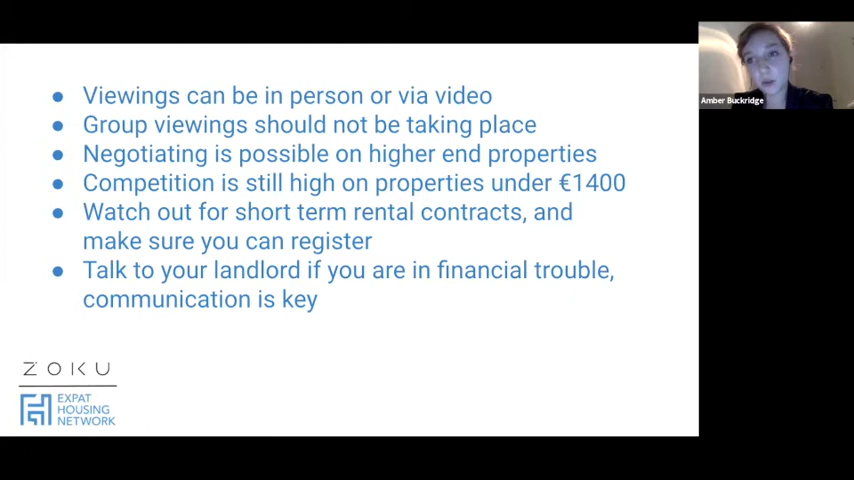 Viewings can be in person or via video
Group viewings should not be taking place
Negotiating is possible on higher end properties
Competition is still high on properties under €1400
Watch out for short term rental contracts, and
make sure you can register
Talk to your landlord if you are in financial trouble,
communication is key
ZOKU
EXPAT
HOUSING
NETWORK
Amber Buckridge